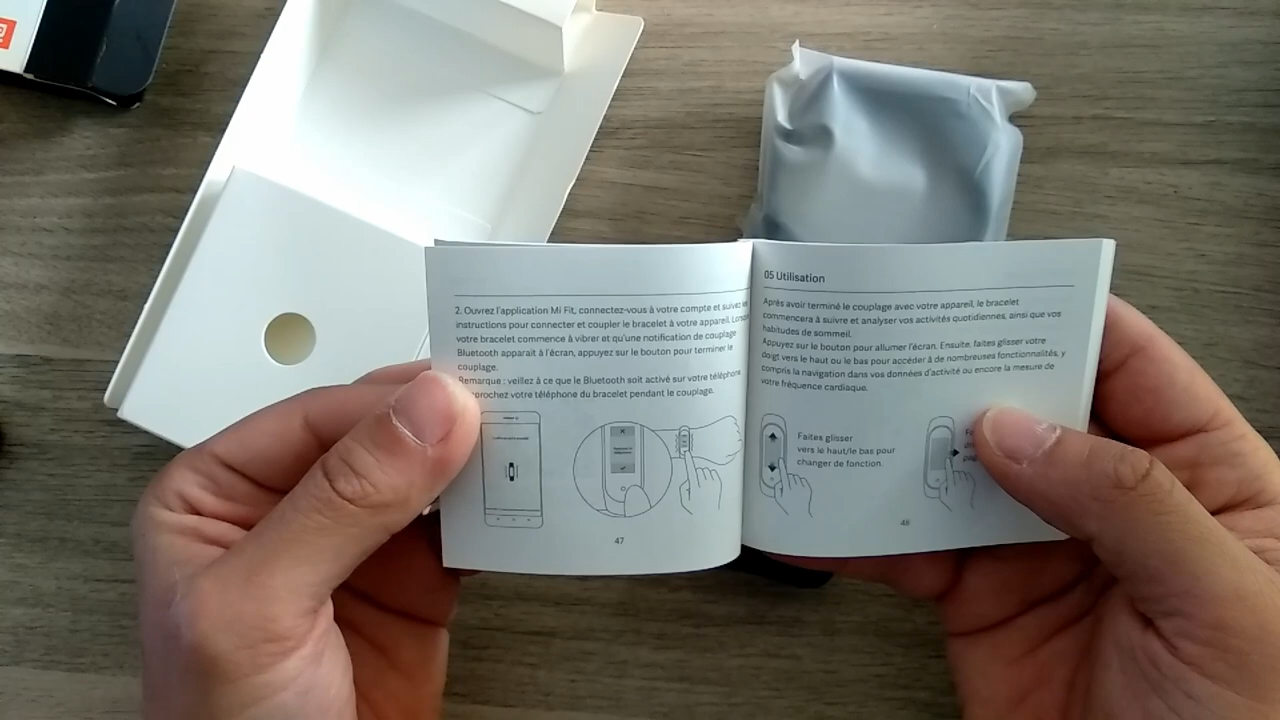 2. Ouvrez l'application Mi Fit, connectez-vous à votre compte et suivez les
instructions pour connecter et coupler le bracelet à votre appareil. Lorsque
votre bracelet commence à vibrer et qu'une notification de couplage
Bluetooth apparait à l'écran, appuyez sur le bouton pour terminer le
couplage.
Remarque : veillez à ce que le Bluetooth soit activé sur votre téléphone.
votre téléphone du bracelet pendant le couplage.
47
05 Utilisation
Après avoir terminé le couplage avec votre appareil, le bracelet
commencera à suivre et analyser vos activités quotidiennes, ainsi que vos
habitudes de sommeil.
Appuyez sur le bouton pour allumer l'écran. Ensuite, faites glisser votre
doigt vers le haut ou le bas pour accéder à de nombreuses fonctionnalités, y
compris la navigation dans vos données d'activité ou encore la mesure de
votre fréquence cardiaque.
Faites glisser
vers le haut/le bas pour
changer de fonction.
48